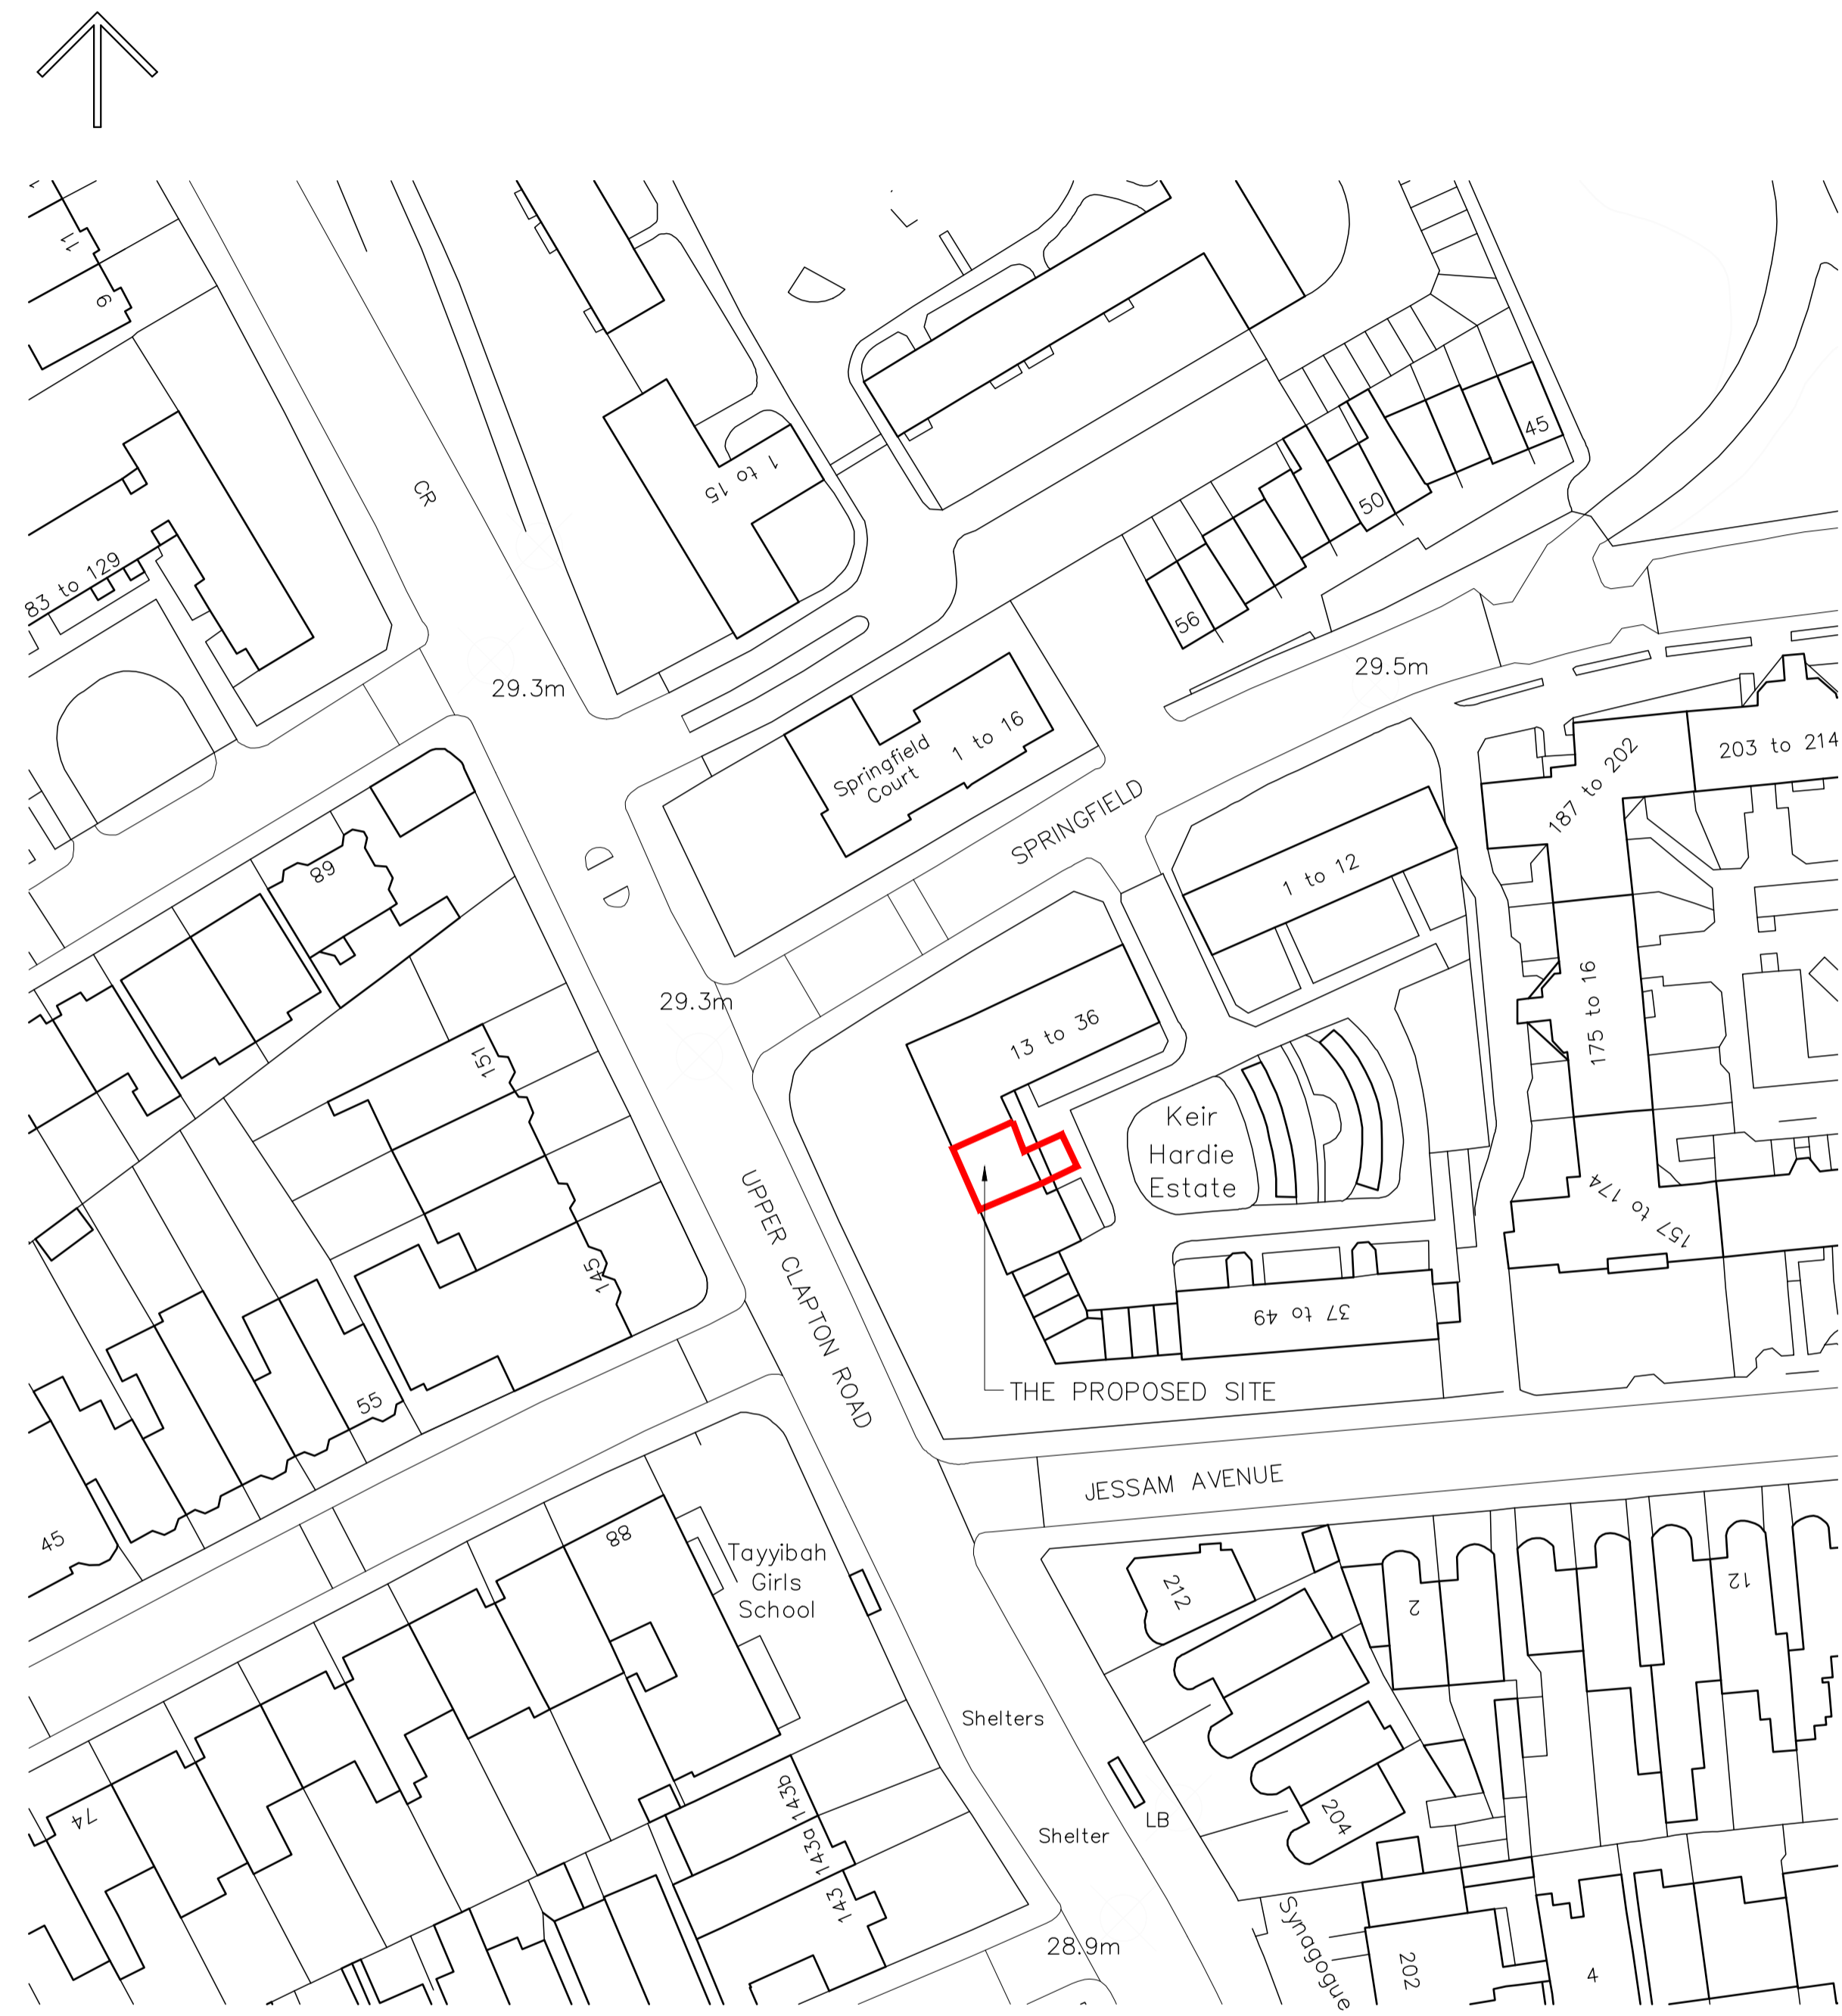 11
9
CR
1 to 15
83 to 129
45
50
56
29.3m
29.5m
Springfield
Court
1 to 16
SPRINGFIELD
187 to 202
203 to 214
89
1 to 12
29.3m
13 to 36
175 to 16
151
Keir
Hardie
Estate
UPPER CLAPTON ROAD
157 to 174
145
37 to 49
THE PROPOSED SITE
55
JESSAM AVENUE
45
88
Tayyibah
Girls
School
212
2
12
Shelters
74
143b
143a
143
Shelter
LB
204
28.9m
Synagogue
202
4